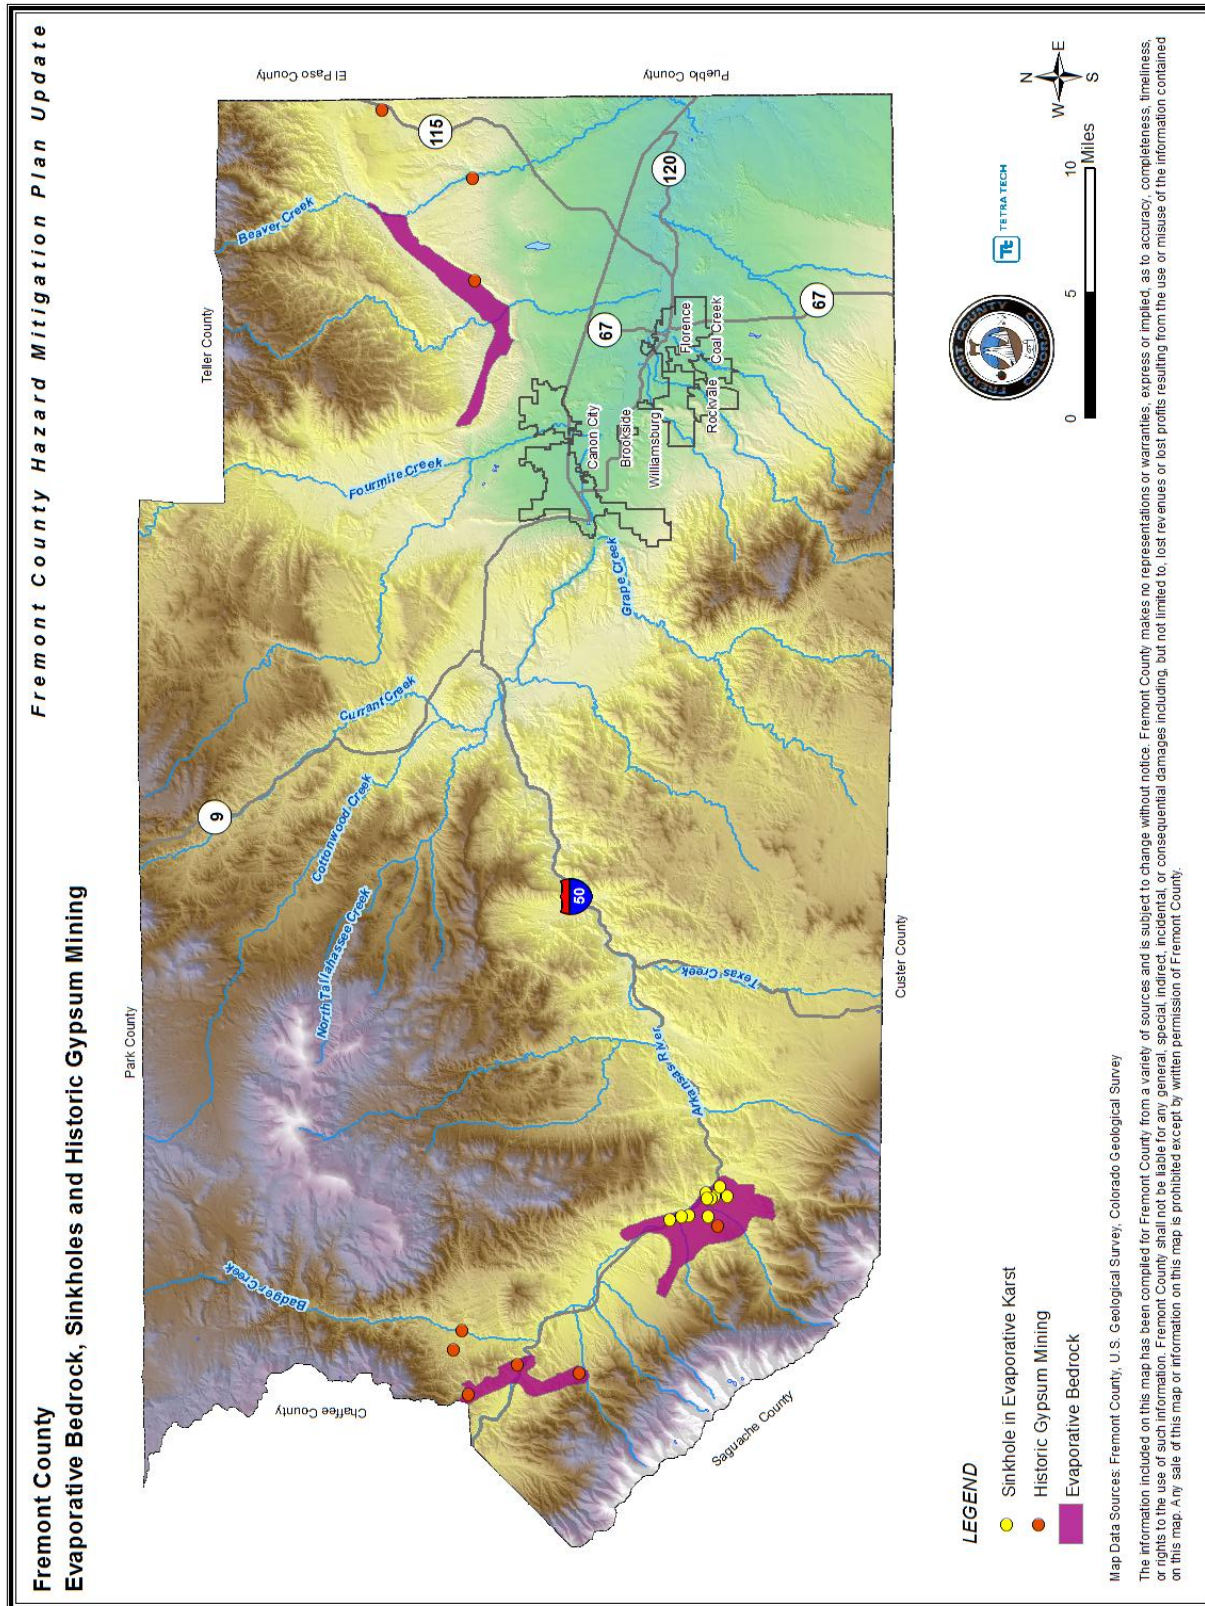 Fremont County
Evaporative Bedrock, Sinkholes and Historic Gypsum Mining
Fremont County Hazard Mitigation Plan Update
Park County
Teller County
El Paso County
Pueblo County
Chaffee County
Saguache County
Custer County
Badger Creek
North Tallahassee Creek
Cottonwood Creek
Currant Creek
Fourmile Creek
Beaver Creek
Grape Creek
Texas Creek
Arkansas River
9
50
115
120
67
67
Canon City
Brookside
Williamsburg
Florence
Coal Creek
Rockvale
LEGEND
Sinkhole in Evaporative Karst
Historic Gypsum Mining
Evaporative Bedrock
FREMONT COUNTY
COLORADO
Tt
TETRA TECH
N
W
E
S
0 5 10
Miles
Map Data Sources: Fremont County, U.S. Geological Survey, Colorado Geological Survey
The information included on this map has been compiled for Fremont County from a variety of sources and is subject to change without notice. Fremont County makes no representations or warranties, express or implied, as to accuracy, completeness, timeliness,
or rights to the use of such information. Fremont County shall not be liable for any general, special, indirect, incidental, or consequential damages including, but not limited to, lost revenues or lost profits resulting from the use or misuse of the information contained
on this map. Any sale of this map or information on this map is prohibited except by written permission of Fremont County.